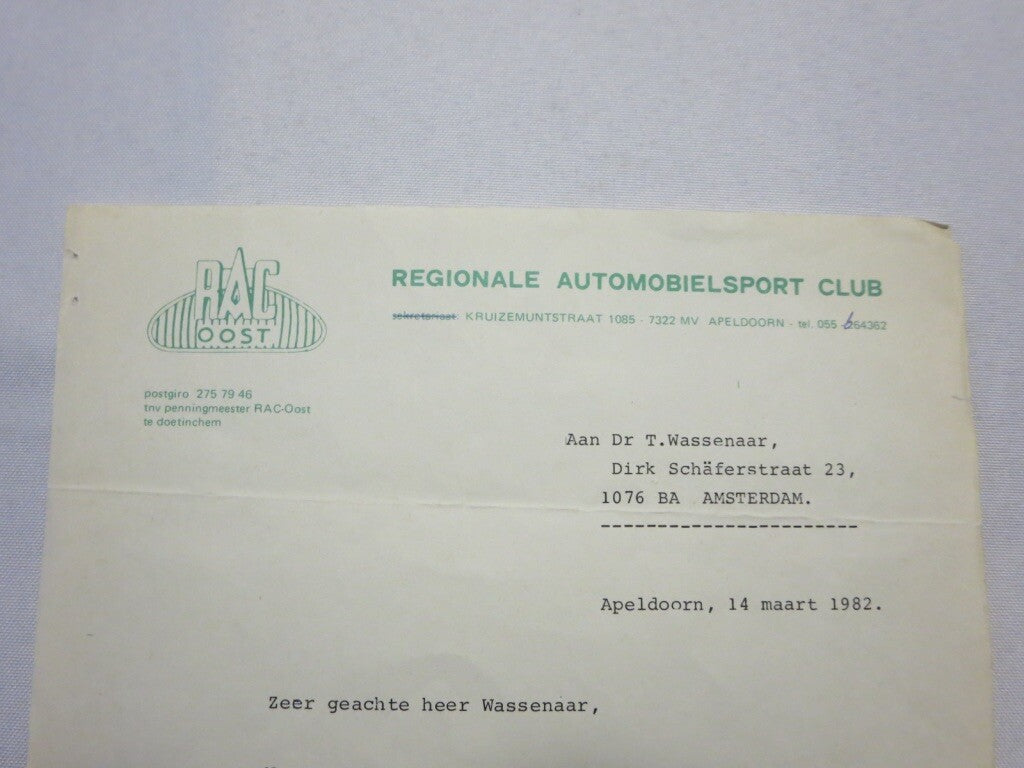 RAC
OOST
REGIONALE AUTOMOBIELSPORT CLUB
sekretariaat: KRUIZEMUNTSTRAAT 1085 - 7322 MV APELDOORN - tel. 055 - 664362
postgiro 275 79 46
tnv penningmeester RAC-Oost
te doetinchem
Aan Dr T.Wassenaar,
Dirk Schäferstraat 23,
1076 BA AMSTERDAM.
-----------------------
Apeldoorn, 14 maart 1982.
Zeer geachte heer Wassenaar,